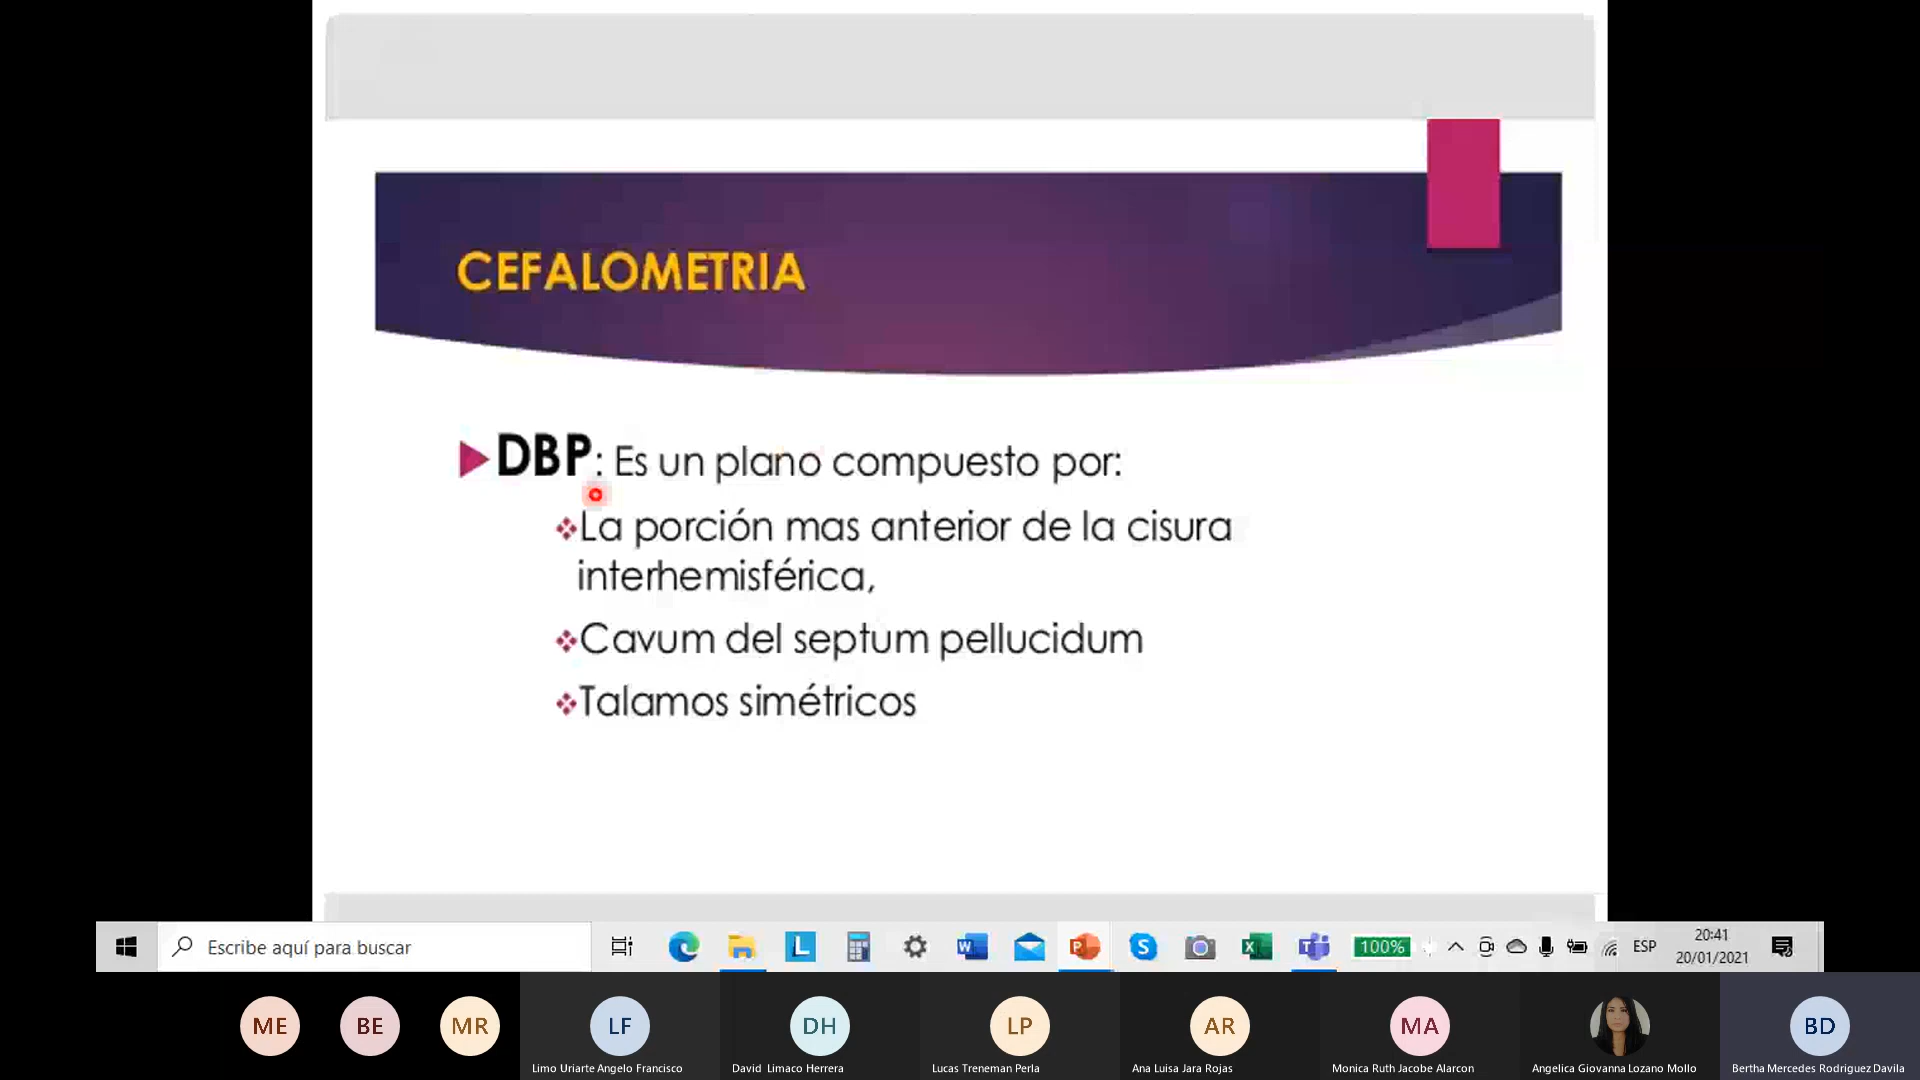 CEFALOMETRIA
DBP: Es un plano compuesto por:
La porción mas anterior de la cisura
interhemisférica,
Cavum del septum pellucidum
Talamos simétricos
Escribe aquí para buscar
100%
ESP
20:41
20/01/2021
ME
BE
MR
LF
DH
LP
AR
MA
BD
Limo Uriarte Angelo Francisco
David Limaco Herrera
Lucas Treneman Perla
Ana Luisa Jara Rojas
Monica Ruth Jacobe Alarcon
Angelica Giovanna Lozano Mollo
Bertha Mercedes Rodriguez Davila